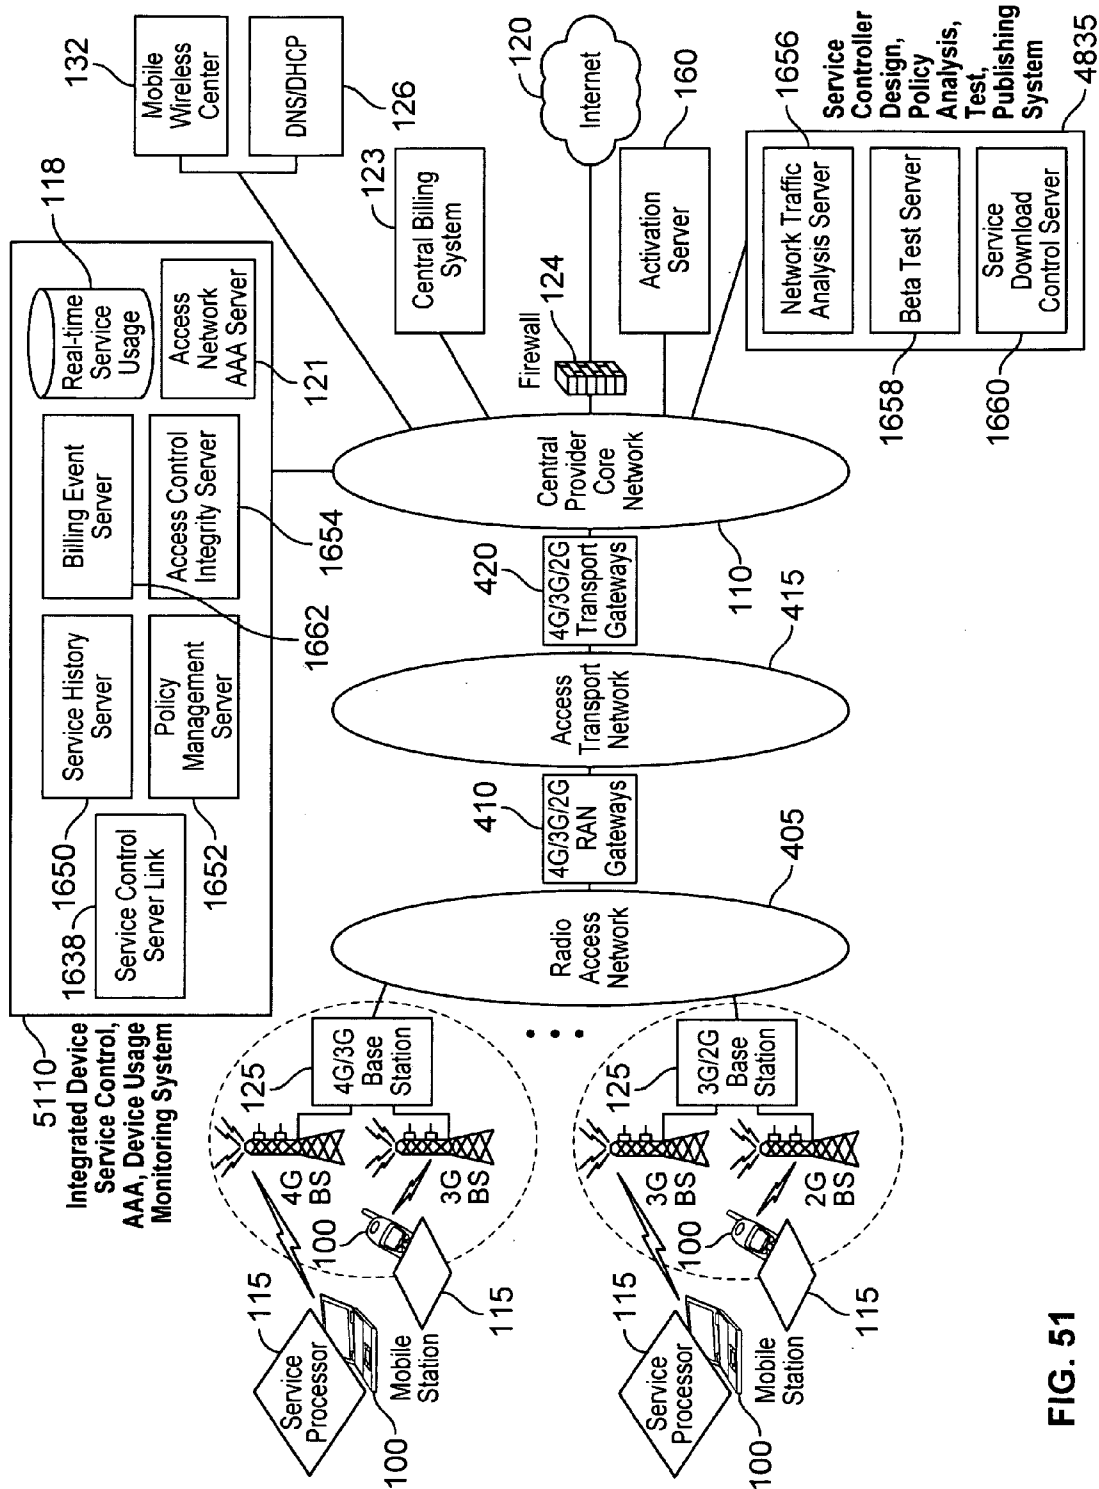 5110
Integrated Device
Service Control,
AAA, Device Usage
Monitoring System
1638
Service Control
Server Link
1650
Service History
Server
1652
Policy
Management
Server
1662
Billing Event
Server
1654
Access Control
Integrity Server
Real-time
Service
Usage
118
Access
Network
AAA Server
121
132
Mobile
Wireless
Center
DNS/DHCP
126
123
Central Billing
System
120
Internet
Firewall
124
160
Activation
Server
1656
Network Traffic
Analysis Server
1658
Beta Test Server
1660
Service
Download
Control Server
Service
Controller
Design,
Policy
Analysis,
Test,
Publishing
System
4835
115
Service
Processor
100
Mobile
Station
100
115
4G
BS
3G
BS
125
4G/3G
Base
Station
115
Service
Processor
100
Mobile
Station
100
115
3G
BS
2G
BS
125
3G/2G
Base
Station
Radio
Access
Network
405
410
4G/3G/2G
RAN
Gateways
Access
Transport
Network
415
420
4G/3G/2G
Transport
Gateways
Central
Provider
Core
Network
110
FIG. 51